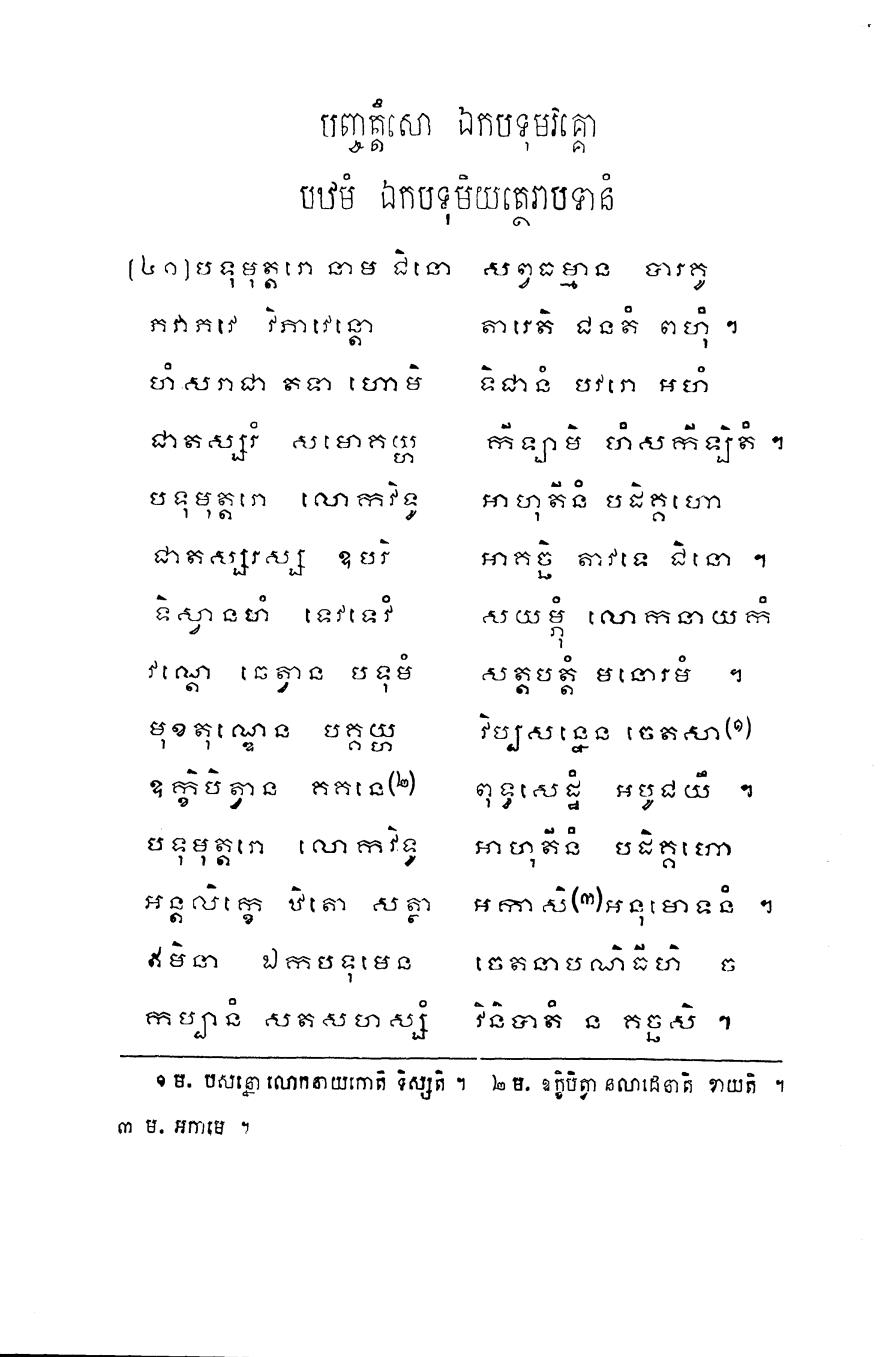 បញ្ចត្តឹសោ ឯកបទុមវគ្គោ
បឋមំ ឯកបទុមិយត្ថេរាបទានំ
[៤១] បទុមុត្តរោ នាម ជិនោ សព្វធម្មាន បារគូ
ភវាភវេ វិភាវេន្តោ តារេតិ ជនតំ ពហុំ ។
ហំសរាជា តទា ហោមិ ទិជានំ បវរោ អហំ
ជាតស្សរំ សមោគយ្ហ កីឡាមិ ហំសកីឡិតំ ។
បទុមុត្តរោ លោកវិទូ អាហុតីនំ បដិគ្គហោ
ជាតស្សរស្ស ឧបរិ អាគច្ឆិ តាវទេ ជិនោ ។
ទិស្វានហំ ទេវទេវំ សយម្ភុំ លោកនាយកំ
វណ្តេ ឆេត្វាន បទុមំ សតបត្តំ មនោរមំ ។
មុខតុណ្ឌេន បគ្គយ្ហ វិប្បសន្នេន ចេតសា(១)
ឧក្ខិបិត្វាន គគនេ(២) ពុទ្ធសេដ្ឋំ អបូជយឹ ។
បទុមុត្តរោ លោកវិទូ អាហុតីនំ បដិគ្គហោ
អន្តលិក្ខេ ឋិតោ សត្ថា អកាសិ(៣)អនុមោទនំ ។
ឥមិនា ឯកបទុមេន ចេតនាបណិធីហិ ច
កប្បានំ សតសហស្សំ វិនិបាតំ ន គច្ឆសិ ។
១ ម. បសន្នោ លោកនាយកោតិ ទិស្សតិ ។ ២ ម. ឧក្ខិបិត្វា នលាដេនាតិ ខាយតិ ។
៣ ម. អកាមេ ។